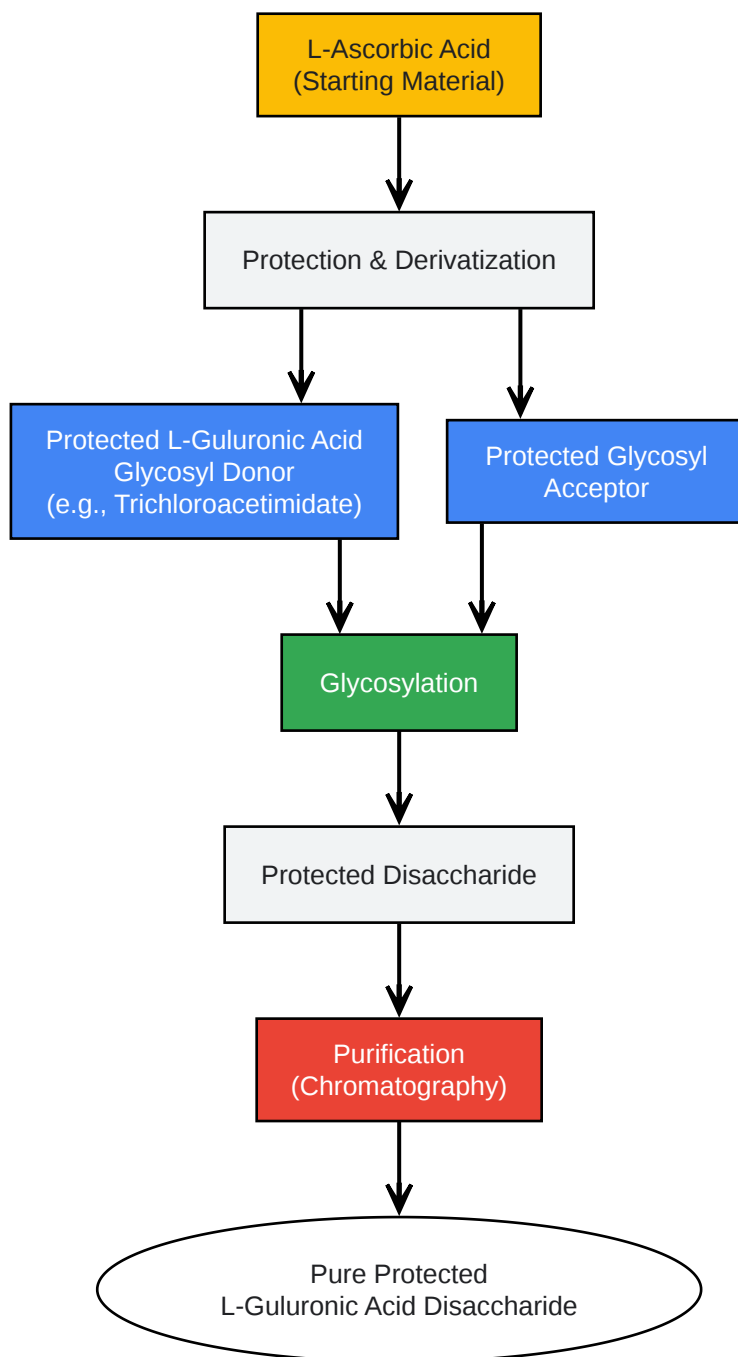 L-Ascorbic Acid
(Starting Material)
Protection & Derivatization
Protected L-Guluronic Acid
Glycosyl Donor
(e.g., Trichloroacetimidate)
Protected Glycosyl
Acceptor
Glycosylation
Protected Disaccharide
Purification
(Chromatography)
Pure Protected
L-Guluronic Acid Disaccharide